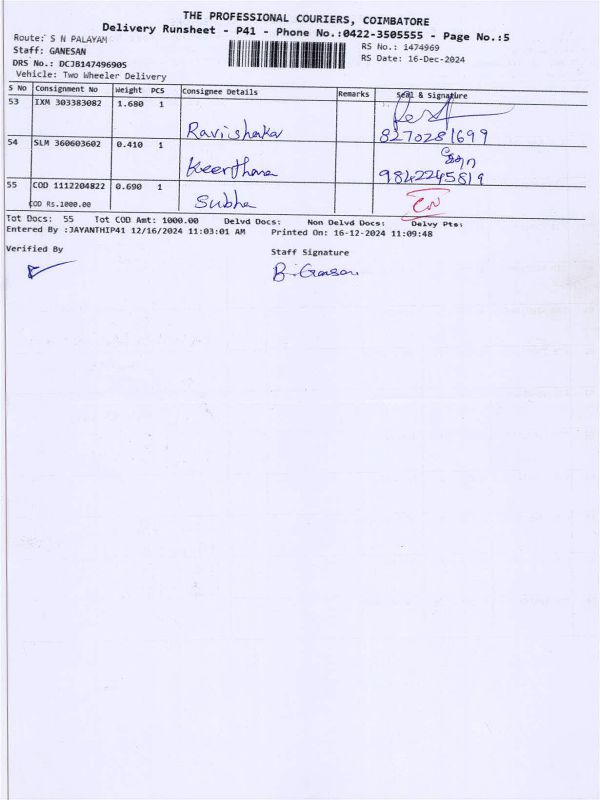 THE PROFESSIONAL COURIERS, COIMBATORE
Delivery Runsheet - P41 - Phone No.:0422-3505555 - Page No.:5
Route: S N PALAYAM
RS No.: 1474969
Staff: GANESAN
RS Date: 16-Dec-2024
DRS No.: DCJB147496905
Vehicle: Two Wheeler Delivery
S No Consignment No Weight PCS Consignee Details Remarks Seal & Signature
53 IXM 303383082 1.680 1
Ravishaka 8270281699
54 SLM 360603602 0.410 1
Keerthana 9842245819
55 COD 1112204822 0.690 1
COD Rs.1000.00 Subha
Tot Docs: 55 Tot COD Amt: 1000.00 Delvd Docs: Non Delvd Docs: Delvy Pts:
Entered By :JAYANTHIP41 12/16/2024 11:03:01 AM Printed On: 16-12-2024 11:09:48
Verified By Staff Signature